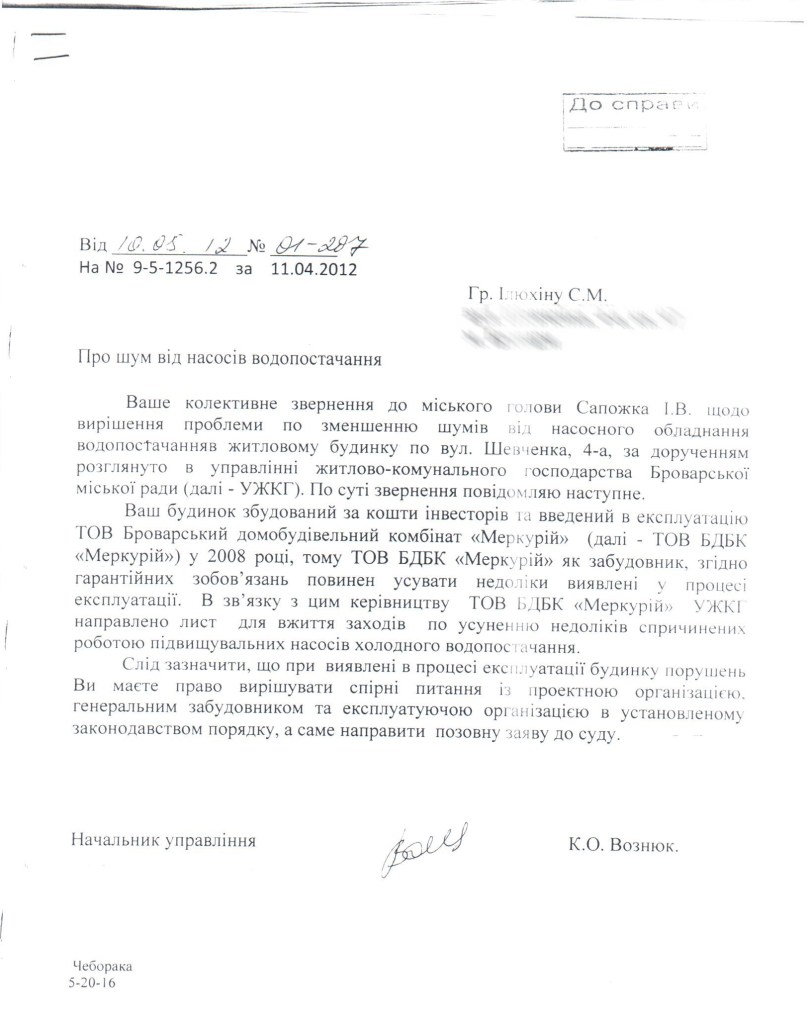 До справи
Від 10.05.12 № 01-287
На № 9-5-1256.2 за 11.04.2012
Гр. Ілюхіну С.М.
Про шум від насосів водопостачання
Ваше колективне звернення до міського голови Сапожка І.В. щодо
вирішення проблеми по зменшенню шумів від насосного обладнання
водопостачанняв житловому будинку по вул. Шевченка, 4-а, за дорученням
розглянуто в управлінні житлово-комунального господарства Броварської
міської ради (далі - УЖКГ). По суті звернення повідомляю наступне.
Ваш будинок збудований за кошти інвесторів та введений в експлуатацію
ТОВ Броварський домобудівельний комбінат «Меркурій» (далі - ТОВ БДБК
«Меркурій») у 2008 році, тому ТОВ БДБК «Меркурій» як забудовник, згідно
гарантійних зобов’язань повинен усувати недоліки виявлені у процесі
експлуатації. В зв’язку з цим керівництву ТОВ БДБК «Меркурій» УЖКГ
направлено лист для вжиття заходів по усуненню недоліків спричинених
роботою підвищувальних насосів холодного водопостачання.
Слід зазначити, що при виявлені в процесі експлуатації будинку порушень
Ви маєте право вирішувати спірні питання із проектною організацією,
генеральним забудовником та експлуатуючою організацією в установленому
законодавством порядку, а саме направити позовну заяву до суду.
Начальник управління
К.О. Вознюк.
Чеборака
5-20-16